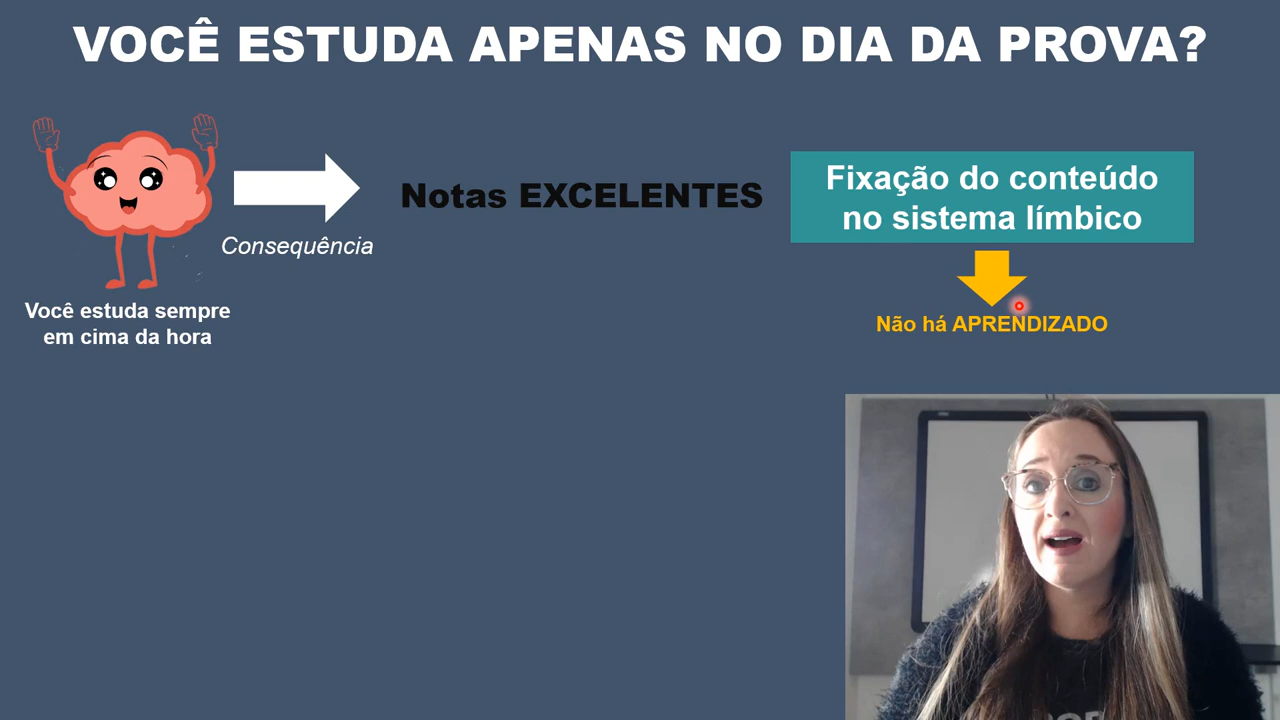 VOCÊ ESTUDA APENAS NO DIA DA PROVA?
Consequência
Você estuda sempre
em cima da hora
Notas EXCELENTES
Fixação do conteúdo
no sistema límbico
Não há APRENDIZADO